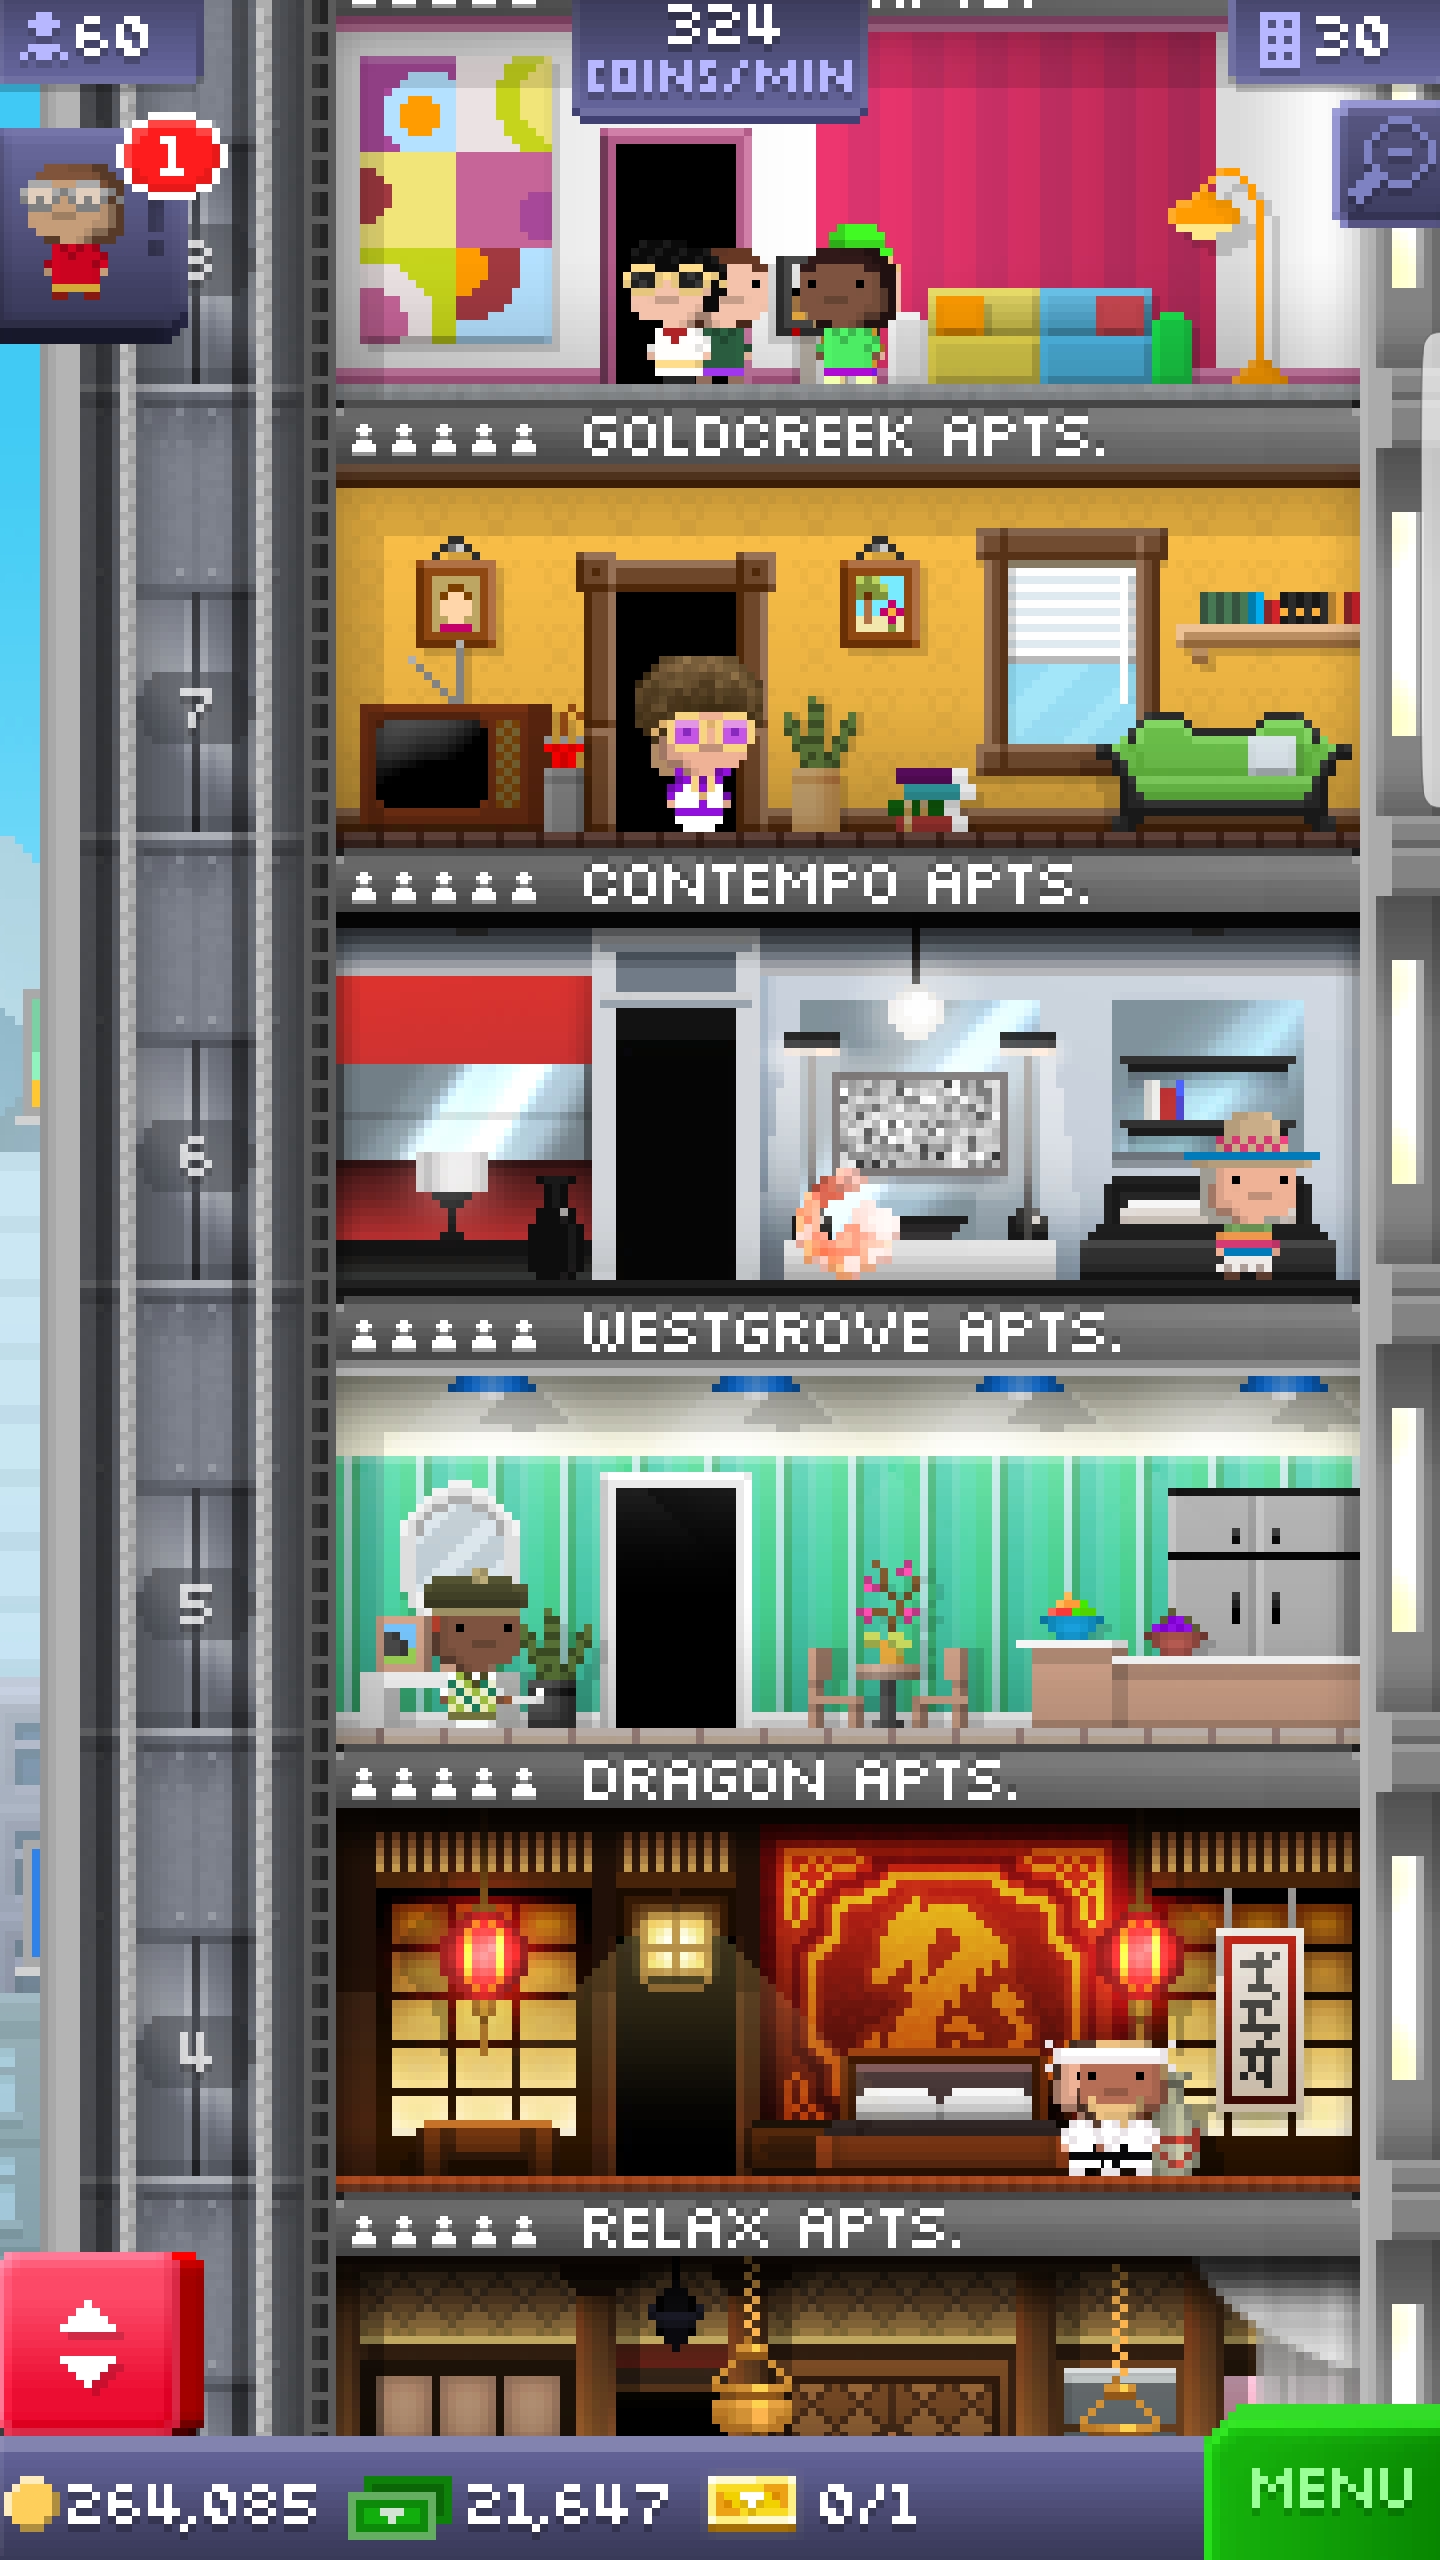 60
324
COINS/MIN
30
1
GOLDCREEK APTS.
7
CONTEMPO APTS.
6
WESTGROVE APTS.
5
DRAGON APTS.
4
RELAX APTS.
264,085
21,647
0/1
MENU